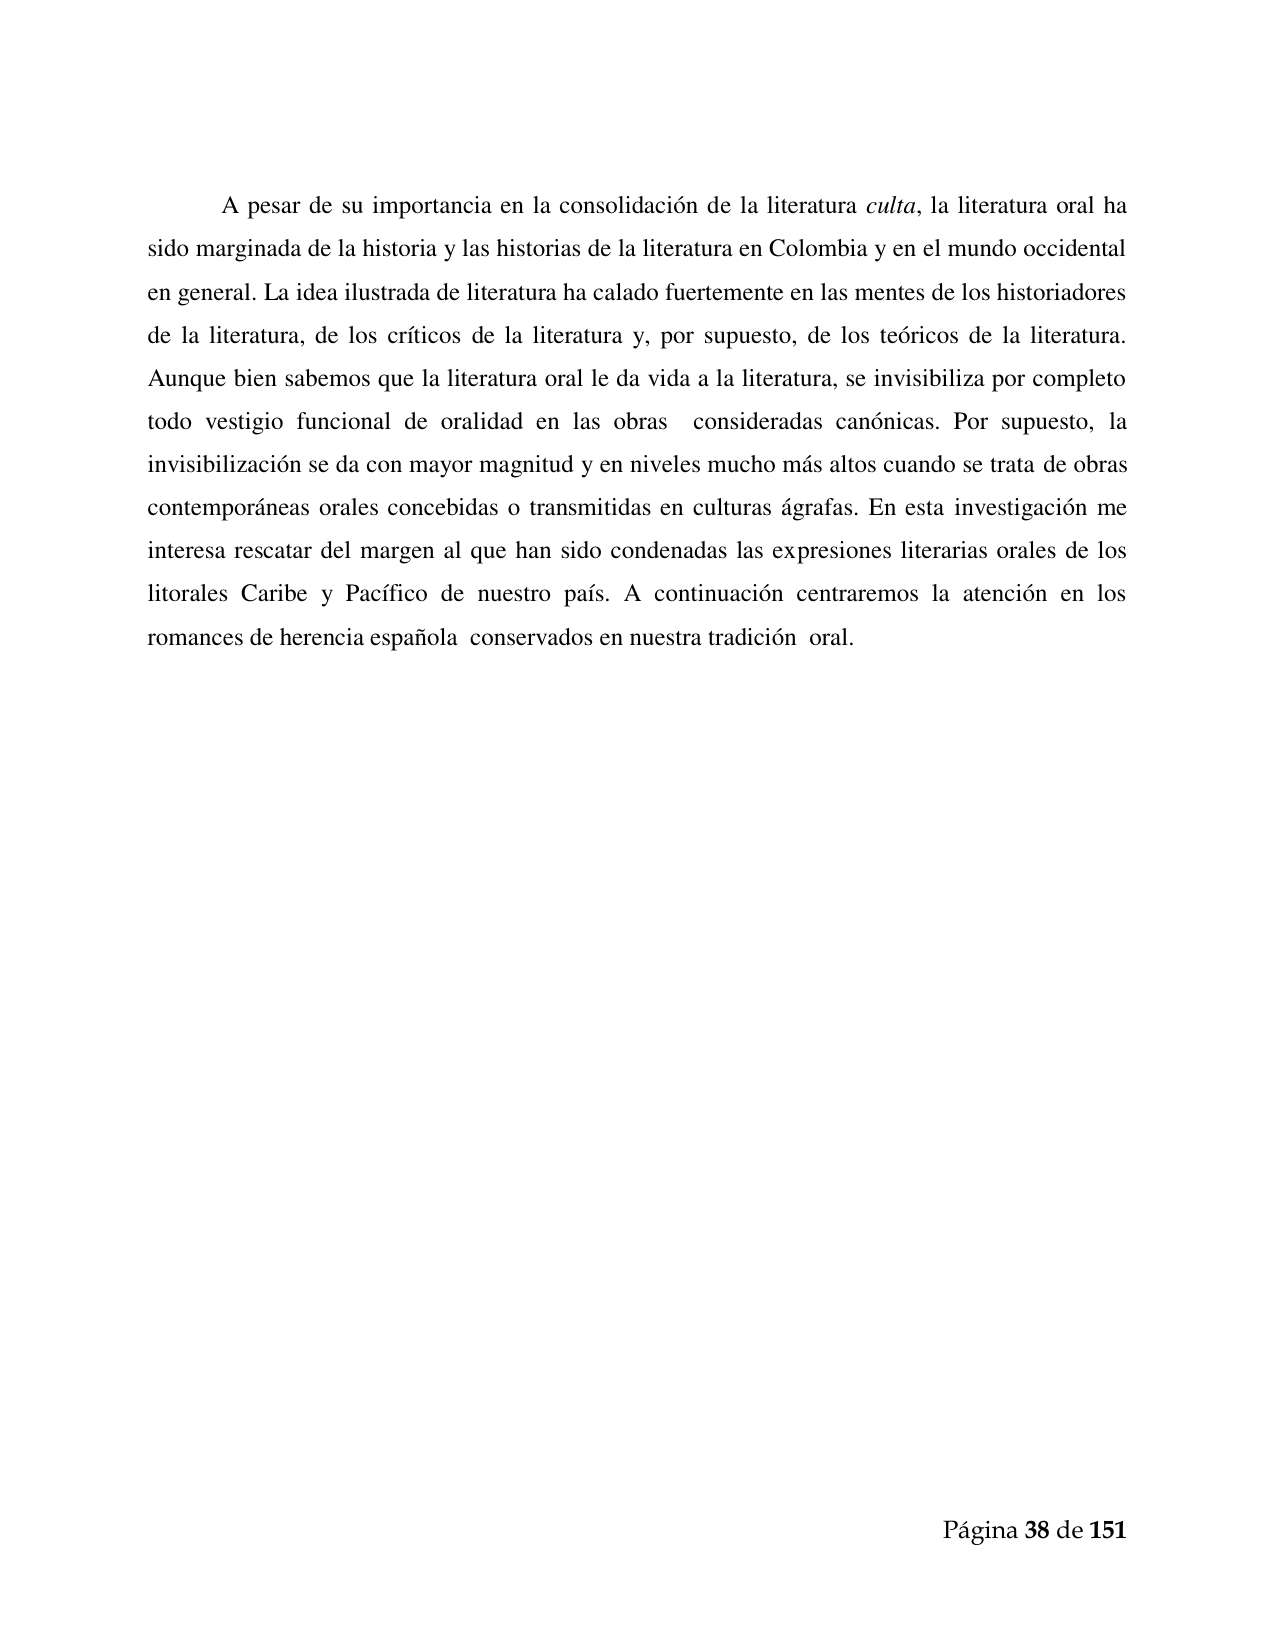 A pesar de su importancia en la consolidación de la literatura culta, la literatura oral ha
sido marginada de la historia y las historias de la literatura en Colombia y en el mundo occidental
en general. La idea ilustrada de literatura ha calado fuertemente en las mentes de los historiadores
de la literatura, de los críticos de la literatura y, por supuesto, de los teóricos de la literatura.
Aunque bien sabemos que la literatura oral le da vida a la literatura, se invisibiliza por completo
todo vestigio funcional de oralidad en las obras  consideradas canónicas. Por supuesto, la
invisibilización se da con mayor magnitud y en niveles mucho más altos cuando se trata de obras
contemporáneas orales concebidas o transmitidas en culturas ágrafas. En esta investigación me
interesa rescatar del margen al que han sido condenadas las expresiones literarias orales de los
litorales Caribe y Pacífico de nuestro país. A continuación centraremos la atención en los
romances de herencia española  conservados en nuestra tradición  oral.
Página 38 de 151